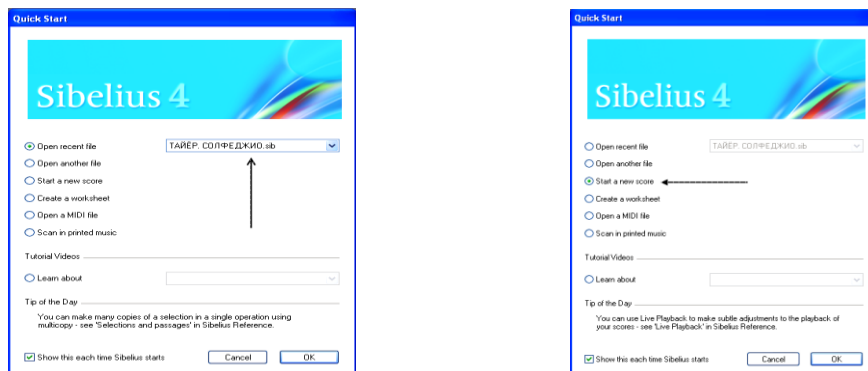 Quick Start
Sibelius 4
Open recent file
ТАЙЁР. СОЛФЕДЖИО.sib
Open another file
Start a new score
Create a worksheet
Open a MIDI file
Scan in printed music
Tutorial Videos
Learn about
Tip of the Day
You can make many copies of a selection in a single operation using
multicopy - see 'Selections and passages' in Sibelius Reference.
Show this each time Sibelius starts
Cancel
OK
Quick Start
Sibelius 4
Open recent file
ТАЙЁР. СОЛФЕДЖИО.sib
Open another file
Start a new score
Create a worksheet
Open a MIDI file
Scan in printed music
Tutorial Videos
Learn about
Tip of the Day
You can use Live Playback to make subtle adjustments to the playback of
your scores - see 'Live Playback' in Sibelius Reference.
Show this each time Sibelius starts
Cancel
OK